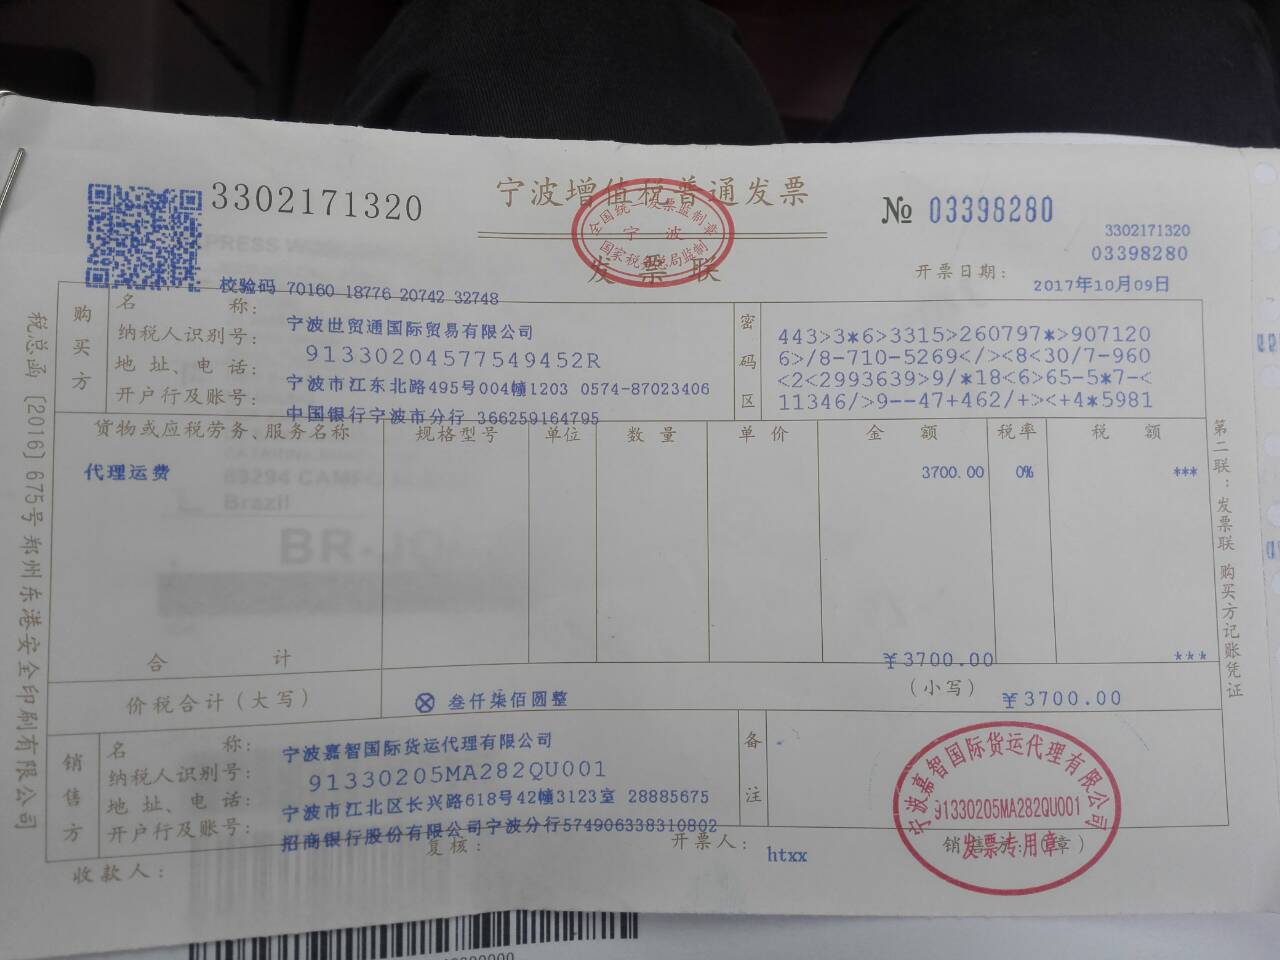 3302171320
宁波增值税普通发票
发票联
全国统一发票监制章
宁波
国家税务总局监制
№ 03398280
3302171320
03398280
校验码 70160 18776 20742 32748
开票日期: 2017年10月09日
税总函〔2016〕675号郑州东港安全印刷有限公司
购买方
名称: 宁波世贸通国际贸易有限公司
纳税人识别号: 91330204577549452R
地址、电话: 宁波市江东北路495号004幢1203 0574-87023406
开户行及账号: 中国银行宁波市分行 366259164795
密码区
443>3*6>3315>260797*>907120
6>/8-710-5269</><8<30/7-960
<2<2993639>9/*18<6>65-5*7-<
11346/>9--47+462/+><+4*5981
货物或应税劳务、服务名称 规格型号 单位 数量 单价 金额 税率 税额
代理运费 3700.00 0% ***
合计 ¥3700.00 ***
价税合计(大写) ⊗ 叁仟柒佰圆整 (小写) ¥3700.00
销售方
名称: 宁波嘉智国际货运代理有限公司
纳税人识别号: 91330205MA282QU001
地址、电话: 宁波市江北区长兴路618号42幢3123室 28885675
开户行及账号: 招商银行股份有限公司宁波分行574906338310802
备注
宁波嘉智国际货运代理有限公司
91330205MA282QU001
发票专用章
收款人: 复核: 开票人: htxx 销售方:(章)
第二联:发票联 购买方记账凭证
Brazil